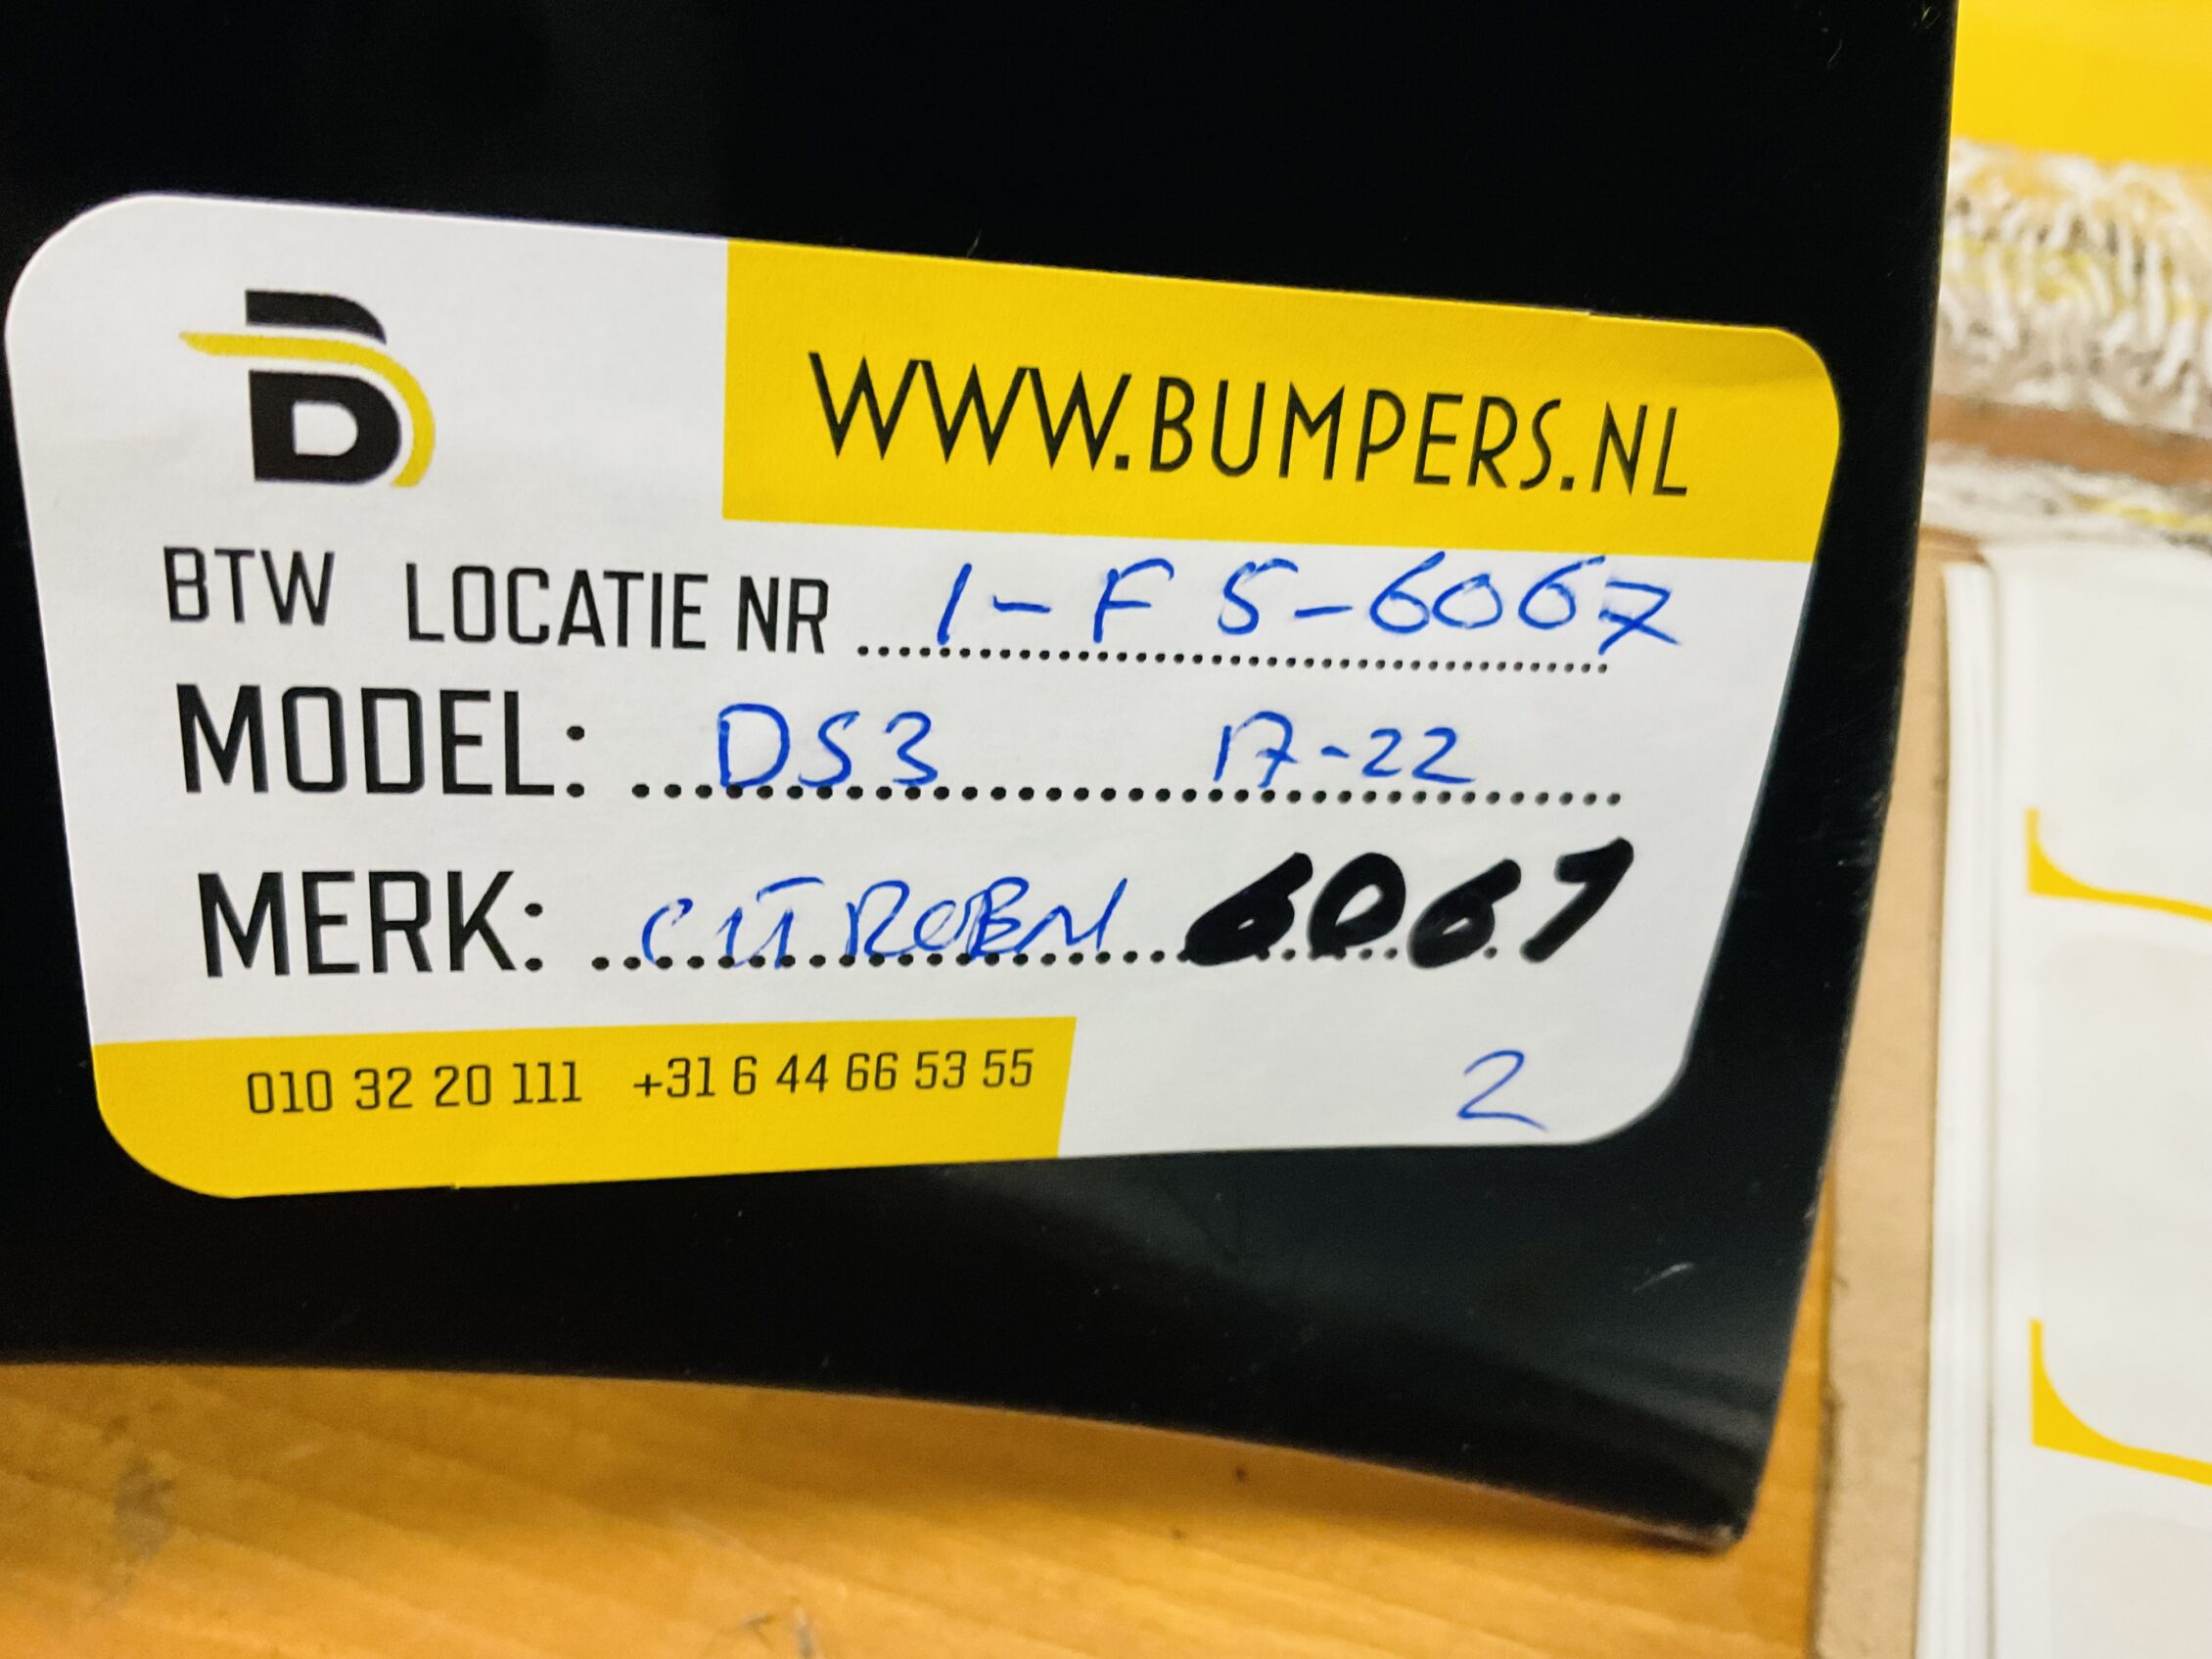 WWW.BUMPERS.NL
BTW LOCATIE NR 1-F5-6067
MODEL: DS3 17-22
MERK: CITROEN 6067
010 32 20 111 +31 6 44 66 53 55
2